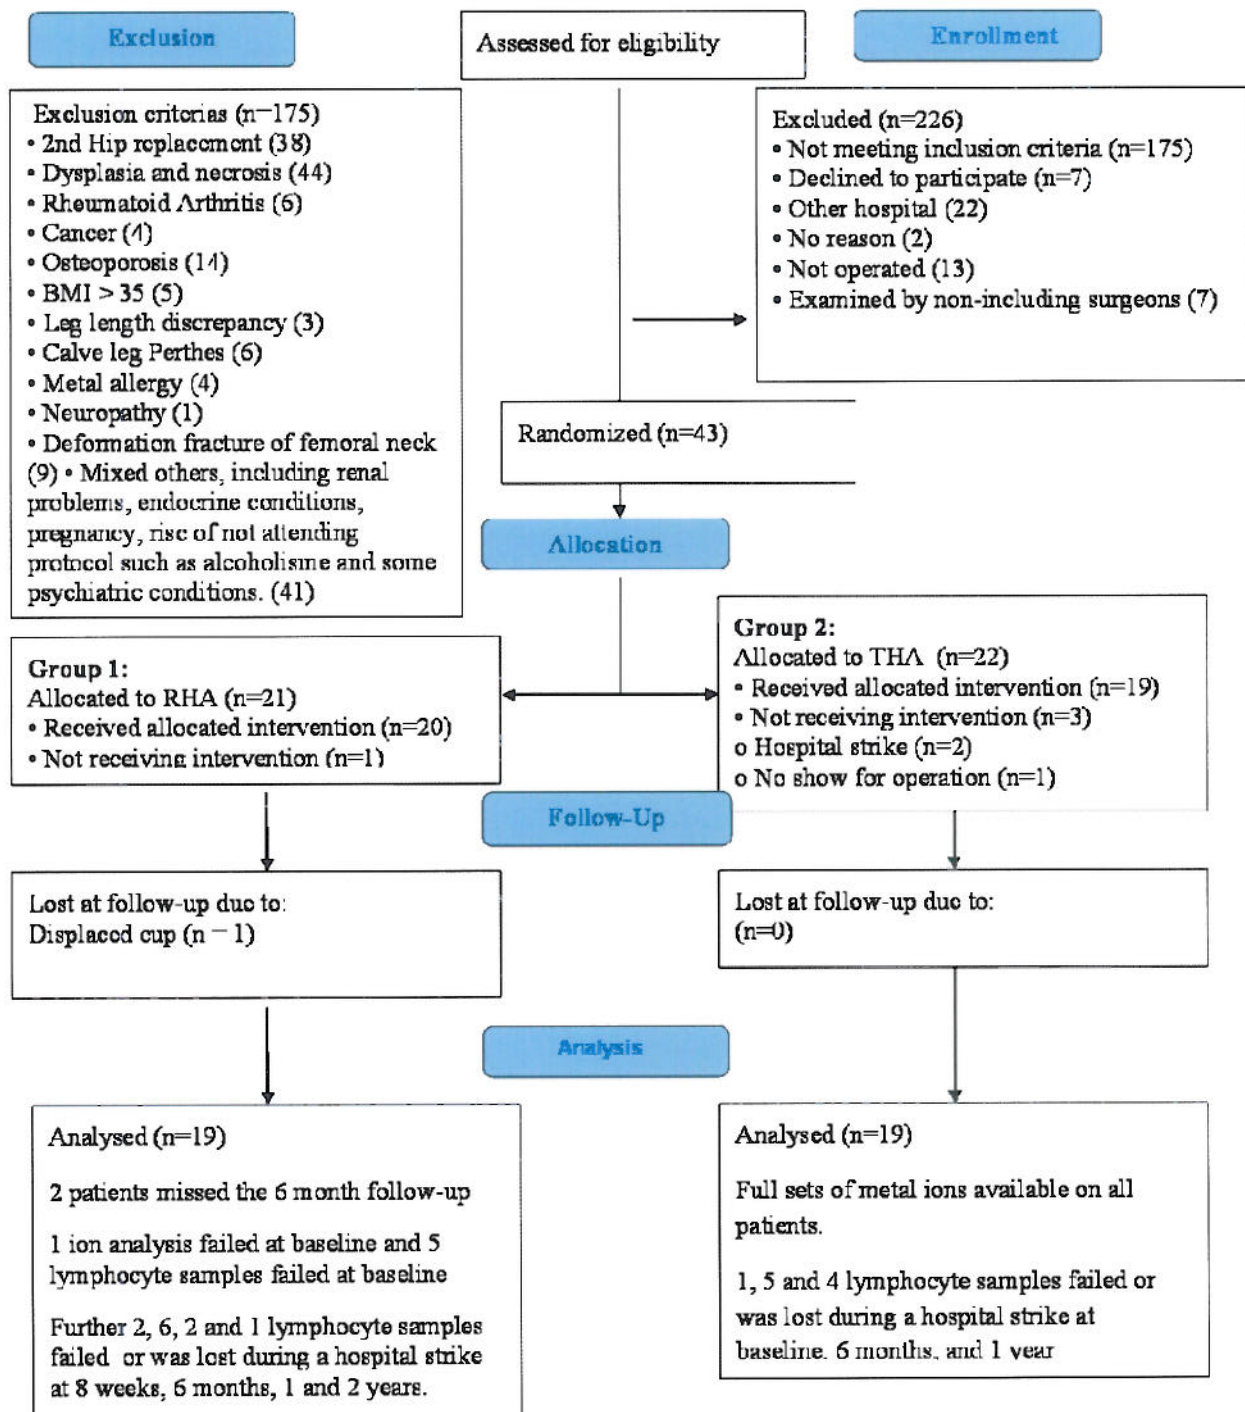 Exclusion
Assessed for eligibility
Enrollment
Exclusion criterias (n=175)
• 2nd Hip replacement (38)
• Dysplasia and necrosis (44)
• Rheumatoid Arthritis (6)
• Cancer (4)
• Osteoporosis (14)
• BMI > 35 (5)
• Leg length discrepancy (3)
• Calve leg Perthes (6)
• Metal allergy (4)
• Neuropathy (1)
• Deformation fracture of femoral neck
(9) • Mixed others, including renal
problems, endocrine conditions,
pregnancy, rise of not attending
protocol such as alcoholisme and some
psychiatric conditions. (41)
Excluded (n=226)
• Not meeting inclusion criteria (n=175)
• Declined to participate (n=7)
• Other hospital (22)
• No reason (2)
• Not operated (13)
• Examined by non-including surgeons (7)
Randomized (n=43)
Allocation
Group 1:
Allocated to RHA (n=21)
• Received allocated intervention (n=20)
• Not receiving intervention (n=1)
Group 2:
Allocated to THA (n=22)
• Received allocated intervention (n=19)
• Not receiving intervention (n=3)
o Hospital strike (n=2)
o No show for operation (n=1)
Follow-Up
Lost at follow-up due to:
Displaced cup (n = 1)
Lost at follow-up due to:
(n=0)
Analysis
Analysed (n=19)
2 patients missed the 6 month follow-up
1 ion analysis failed at baseline and 5
lymphocyte samples failed at baseline
Further 2, 6, 2 and 1 lymphocyte samples
failed or was lost during a hospital strike
at 8 weeks, 6 months, 1 and 2 years.
Analysed (n=19)
Full sets of metal ions available on all
patients.
1, 5 and 4 lymphocyte samples failed or
was lost during a hospital strike at
baseline, 6 months, and 1 year